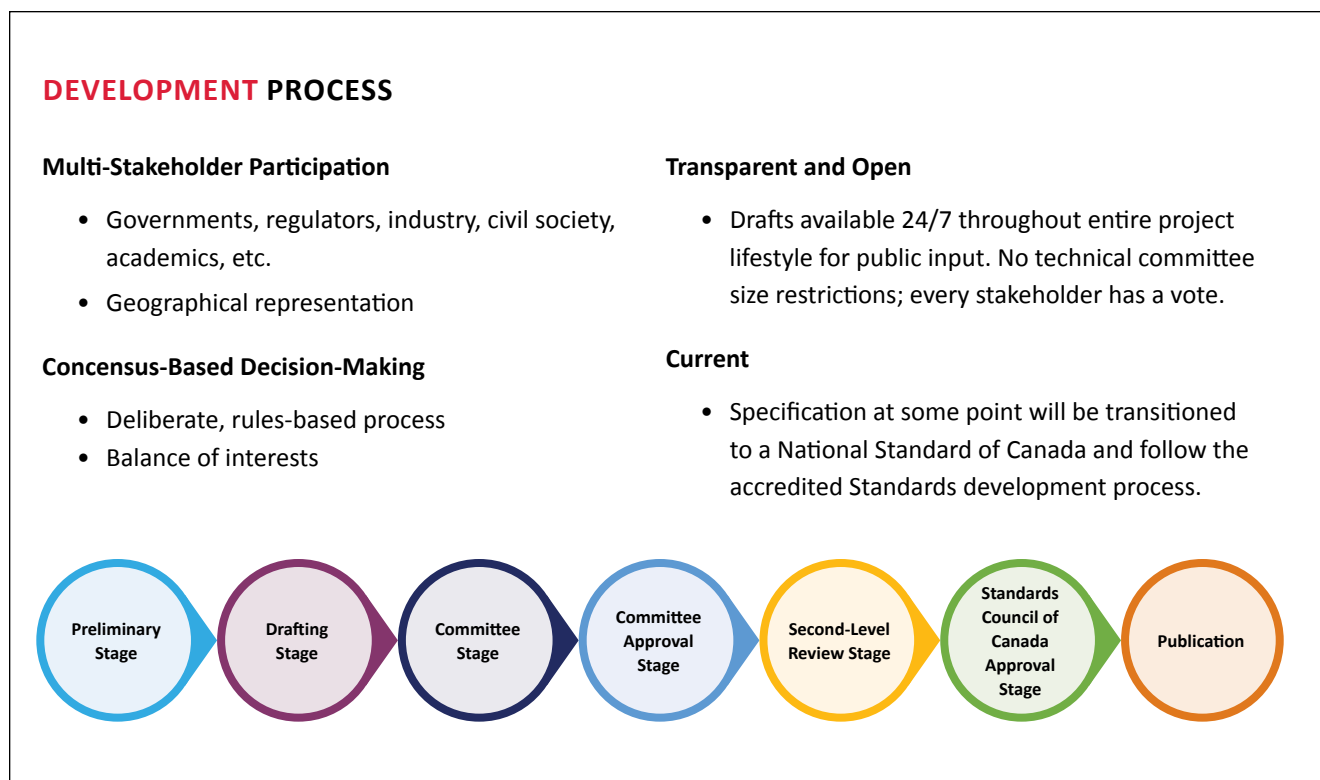 DEVELOPMENT PROCESS
Multi-Stakeholder Participation
• Governments, regulators, industry, civil society,
academics, etc.
• Geographical representation
Concensus-Based Decision-Making
• Deliberate, rules-based process
• Balance of interests
Transparent and Open
• Drafts available 24/7 throughout entire project
lifestyle for public input. No technical committee
size restrictions; every stakeholder has a vote.
Current
• Specification at some point will be transitioned
to a National Standard of Canada and follow the
accredited Standards development process.
Preliminary
Stage
Drafting
Stage
Committee
Stage
Committee
Approval
Stage
Second-Level
Review Stage
Standards
Council of
Canada
Approval
Stage
Publication